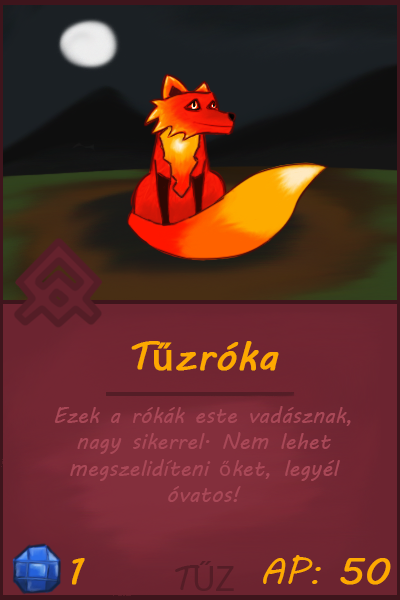 Tűzróka
Ezek a rókák este vadásznak,
nagy sikerrel. Nem lehet
megszelidíteni őket, legyél
óvatos!
1
TŰZ
AP: 50